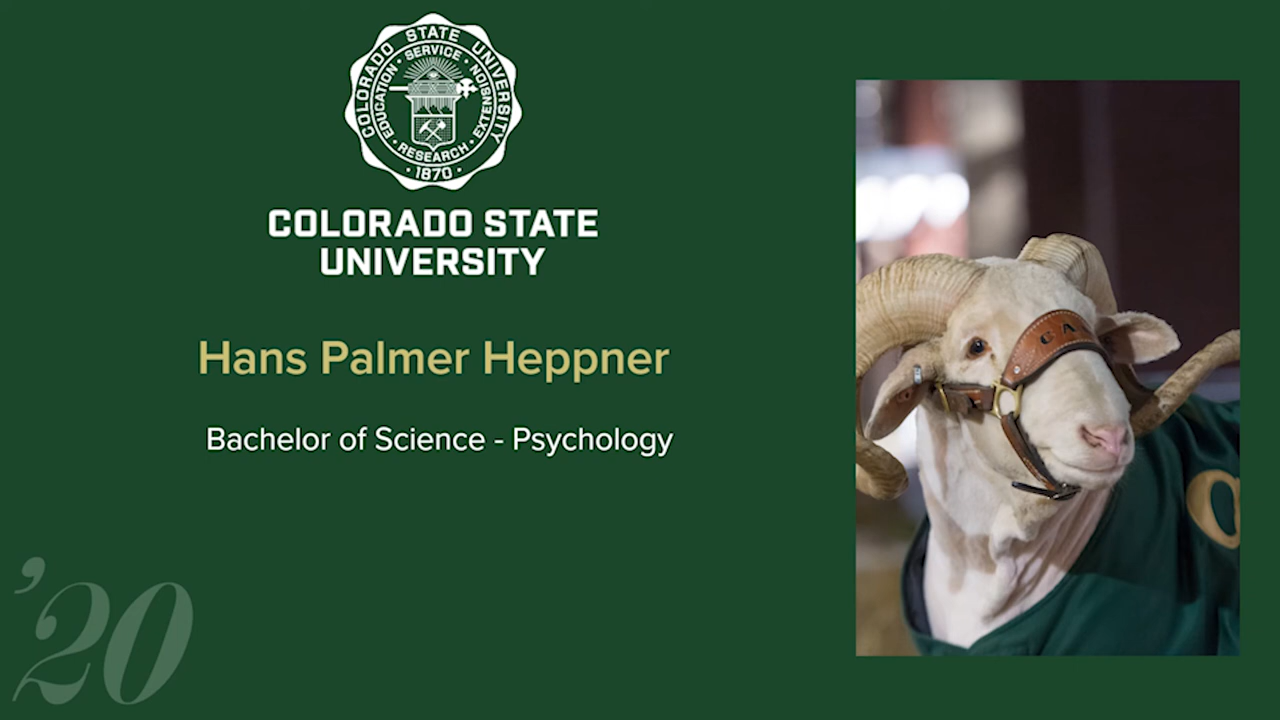 COLORADO STATE UNIVERSITY
EDUCATION • SERVICE • EXTENSION
• RESEARCH •
• 1870 •
COLORADO STATE
UNIVERSITY
Hans Palmer Heppner
Bachelor of Science - Psychology
’20